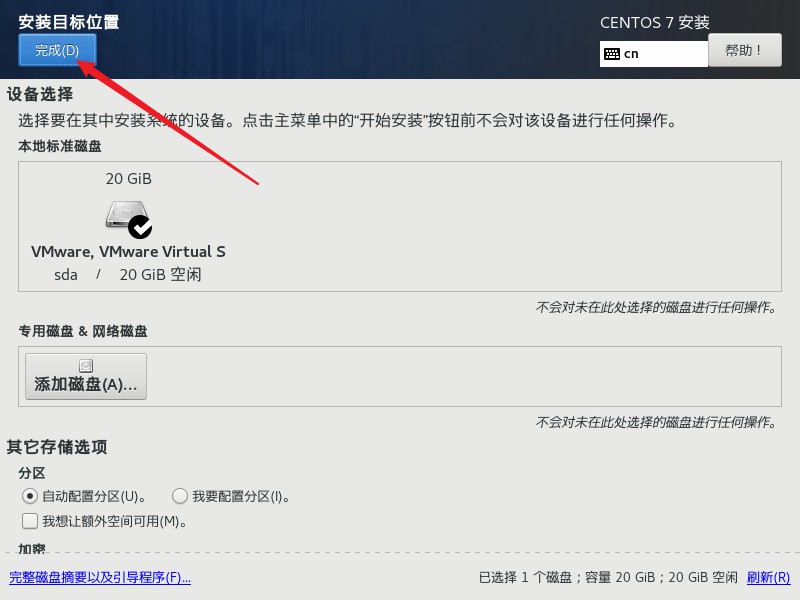 安装目标位置
CENTOS 7 安装
完成(D)
cn
帮助！
设备选择
选择要在其中安装系统的设备。点击主菜单中的“开始安装”按钮前不会对该设备进行任何操作。
本地标准磁盘
20 GiB
VMware, VMware Virtual S
sda / 20 GiB 空闲
不会对未在此处选择的磁盘进行任何操作。
专用磁盘 & 网络磁盘
添加磁盘(A)...
不会对未在此处选择的磁盘进行任何操作。
其它存储选项
分区
自动配置分区(U)。 我要配置分区(I)。
我想让额外空间可用(M)。
加密
完整磁盘摘要以及引导程序(F)... 已选择 1 个磁盘；容量 20 GiB；20 GiB 空闲 刷新(R)